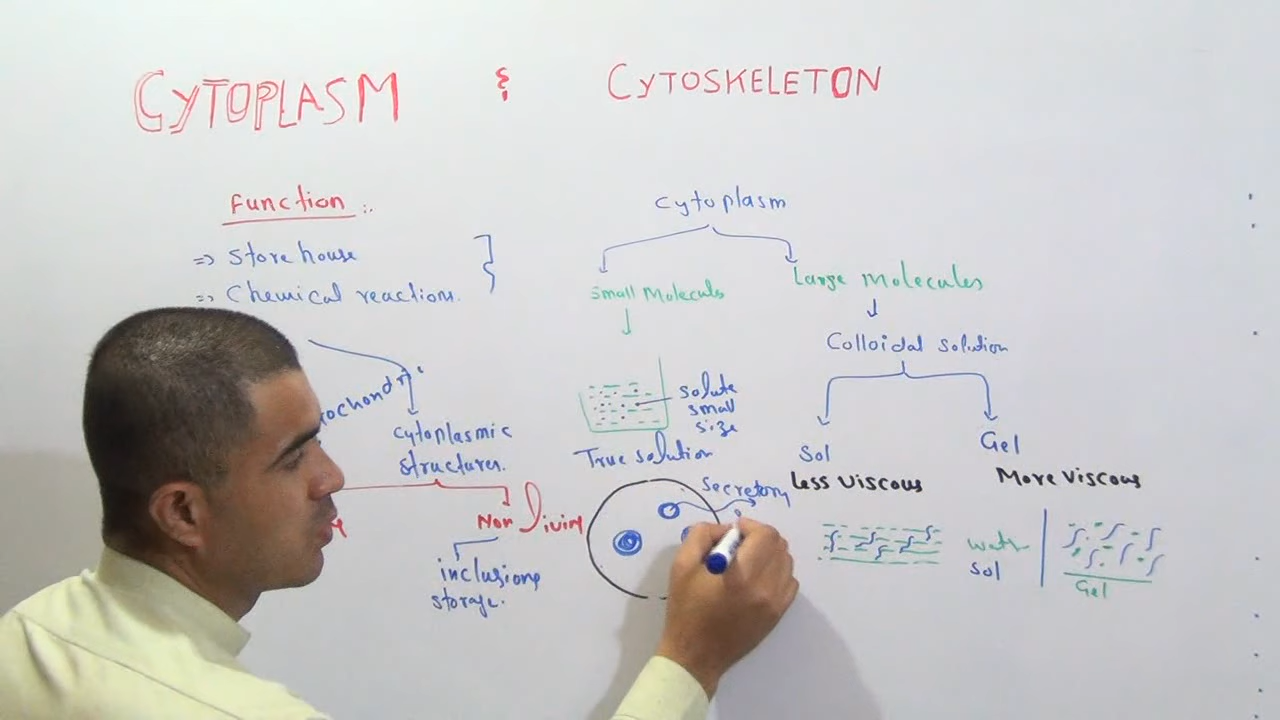 CYTOPLASM & CYTOSKELETON
Function :.
=> Store house
=> Chemical reactions.
Cytoplasmic
structures.
Non living
inclusions
storage.
Cytoplasm
Small Molecules
Large Molecules
solute
small
size
True solution
Secretory
Colloidal solution
Sol
Less Viscous
Gel
More Viscous
Sol
Gel